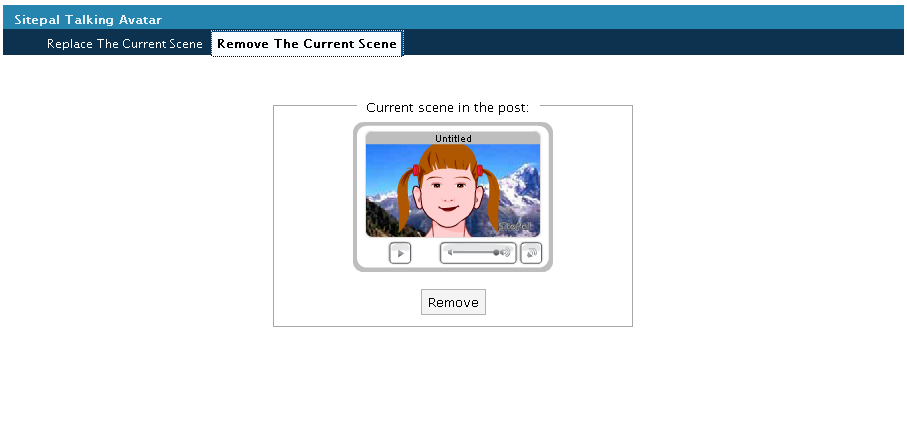 Sitepal Talking Avatar
Replace The Current Scene Remove The Current Scene
Current scene in the post:
Untitled
SitePal
Remove